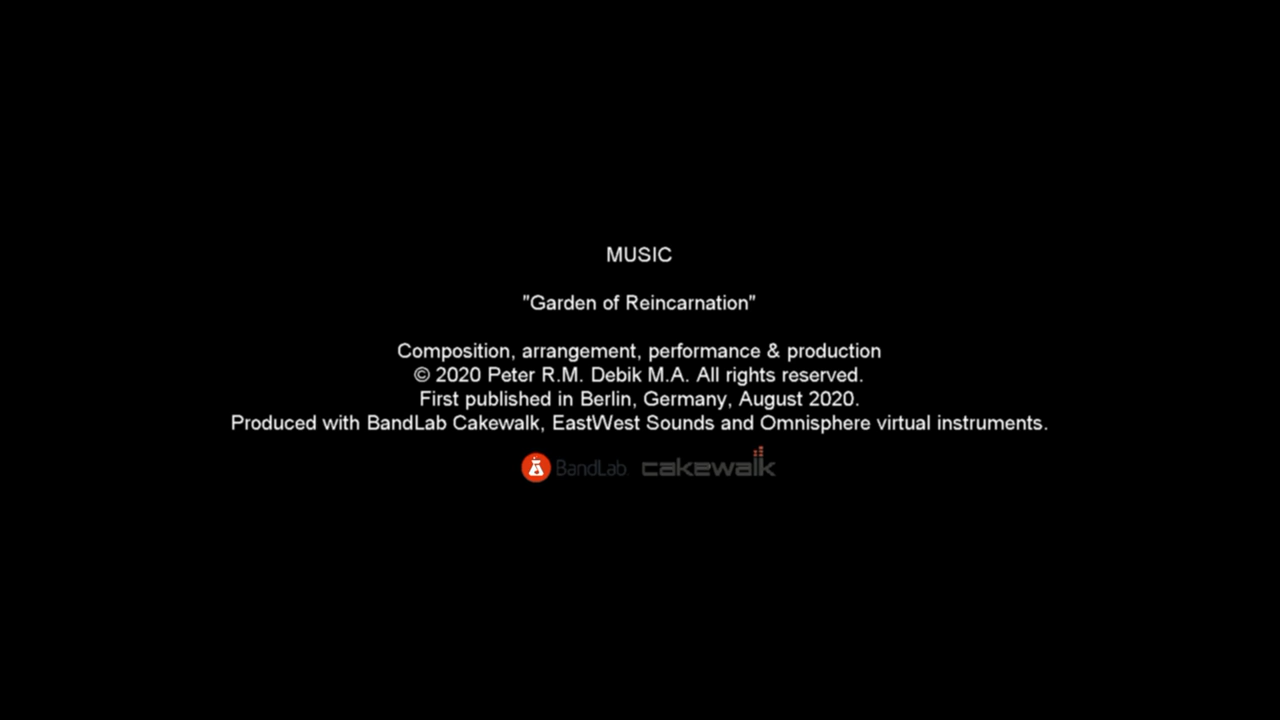 MUSIC
"Garden of Reincarnation"
Composition, arrangement, performance & production
© 2020 Peter R.M. Debik M.A. All rights reserved.
First published in Berlin, Germany, August 2020.
Produced with BandLab Cakewalk, EastWest Sounds and Omnisphere virtual instruments.
BandLab cakewalk